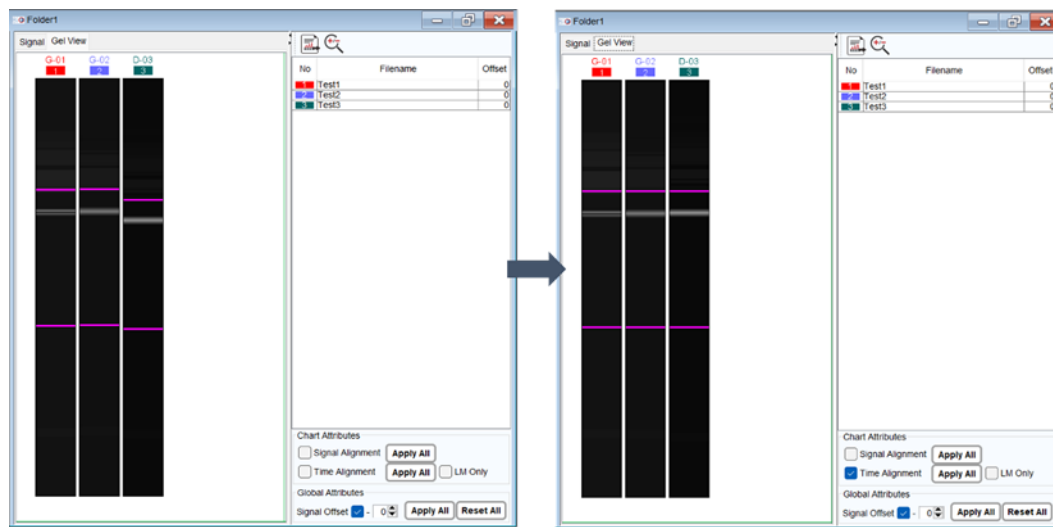 Folder1
Signal Gel View
G-01 G-02 D-03
1 2 3
No Filename Offset
1 Test1 0
2 Test2 0
3 Test3 0
Chart Attributes
Signal Alignment Apply All
Time Alignment Apply All LM Only
Global Attributes
Signal Offset - 0 Apply All Reset All
Folder1
Signal Gel View
G-01 G-02 D-03
1 2 3
No Filename Offset
1 Test1 0
2 Test2 0
3 Test3 0
Chart Attributes
Signal Alignment Apply All
Time Alignment Apply All LM Only
Global Attributes
Signal Offset - 0 Apply All Reset All